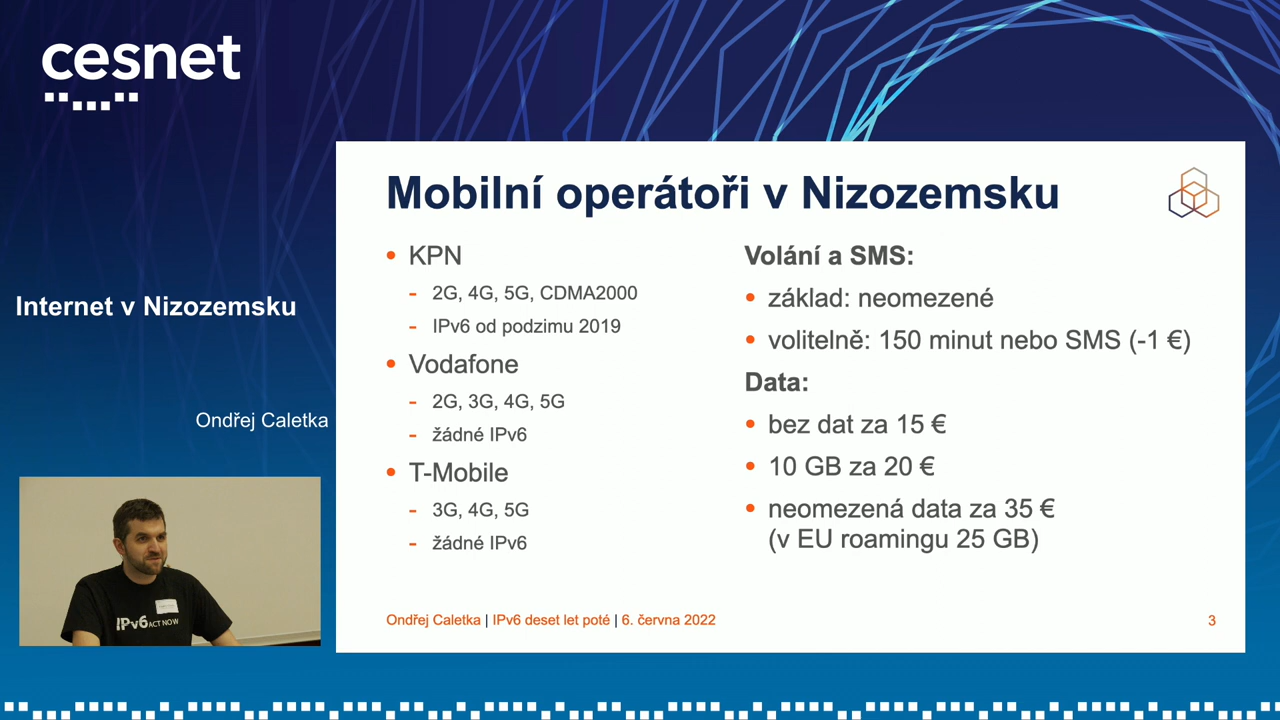 cesnet
Internet v Nizozemsku
Ondřej Caletka
IPv6 ACT NOW
Mobilní operátoři v Nizozemsku
• KPN
- 2G, 4G, 5G, CDMA2000
- IPv6 od podzimu 2019
• Vodafone
- 2G, 3G, 4G, 5G
- žádné IPv6
• T-Mobile
- 3G, 4G, 5G
- žádné IPv6
Volání a SMS:
• základ: neomezené
• volitelně: 150 minut nebo SMS (-1 €)
Data:
• bez dat za 15 €
• 10 GB za 20 €
• neomezená data za 35 €
(v EU roamingu 25 GB)
Ondřej Caletka | IPv6 deset let poté | 6. června 2022
3